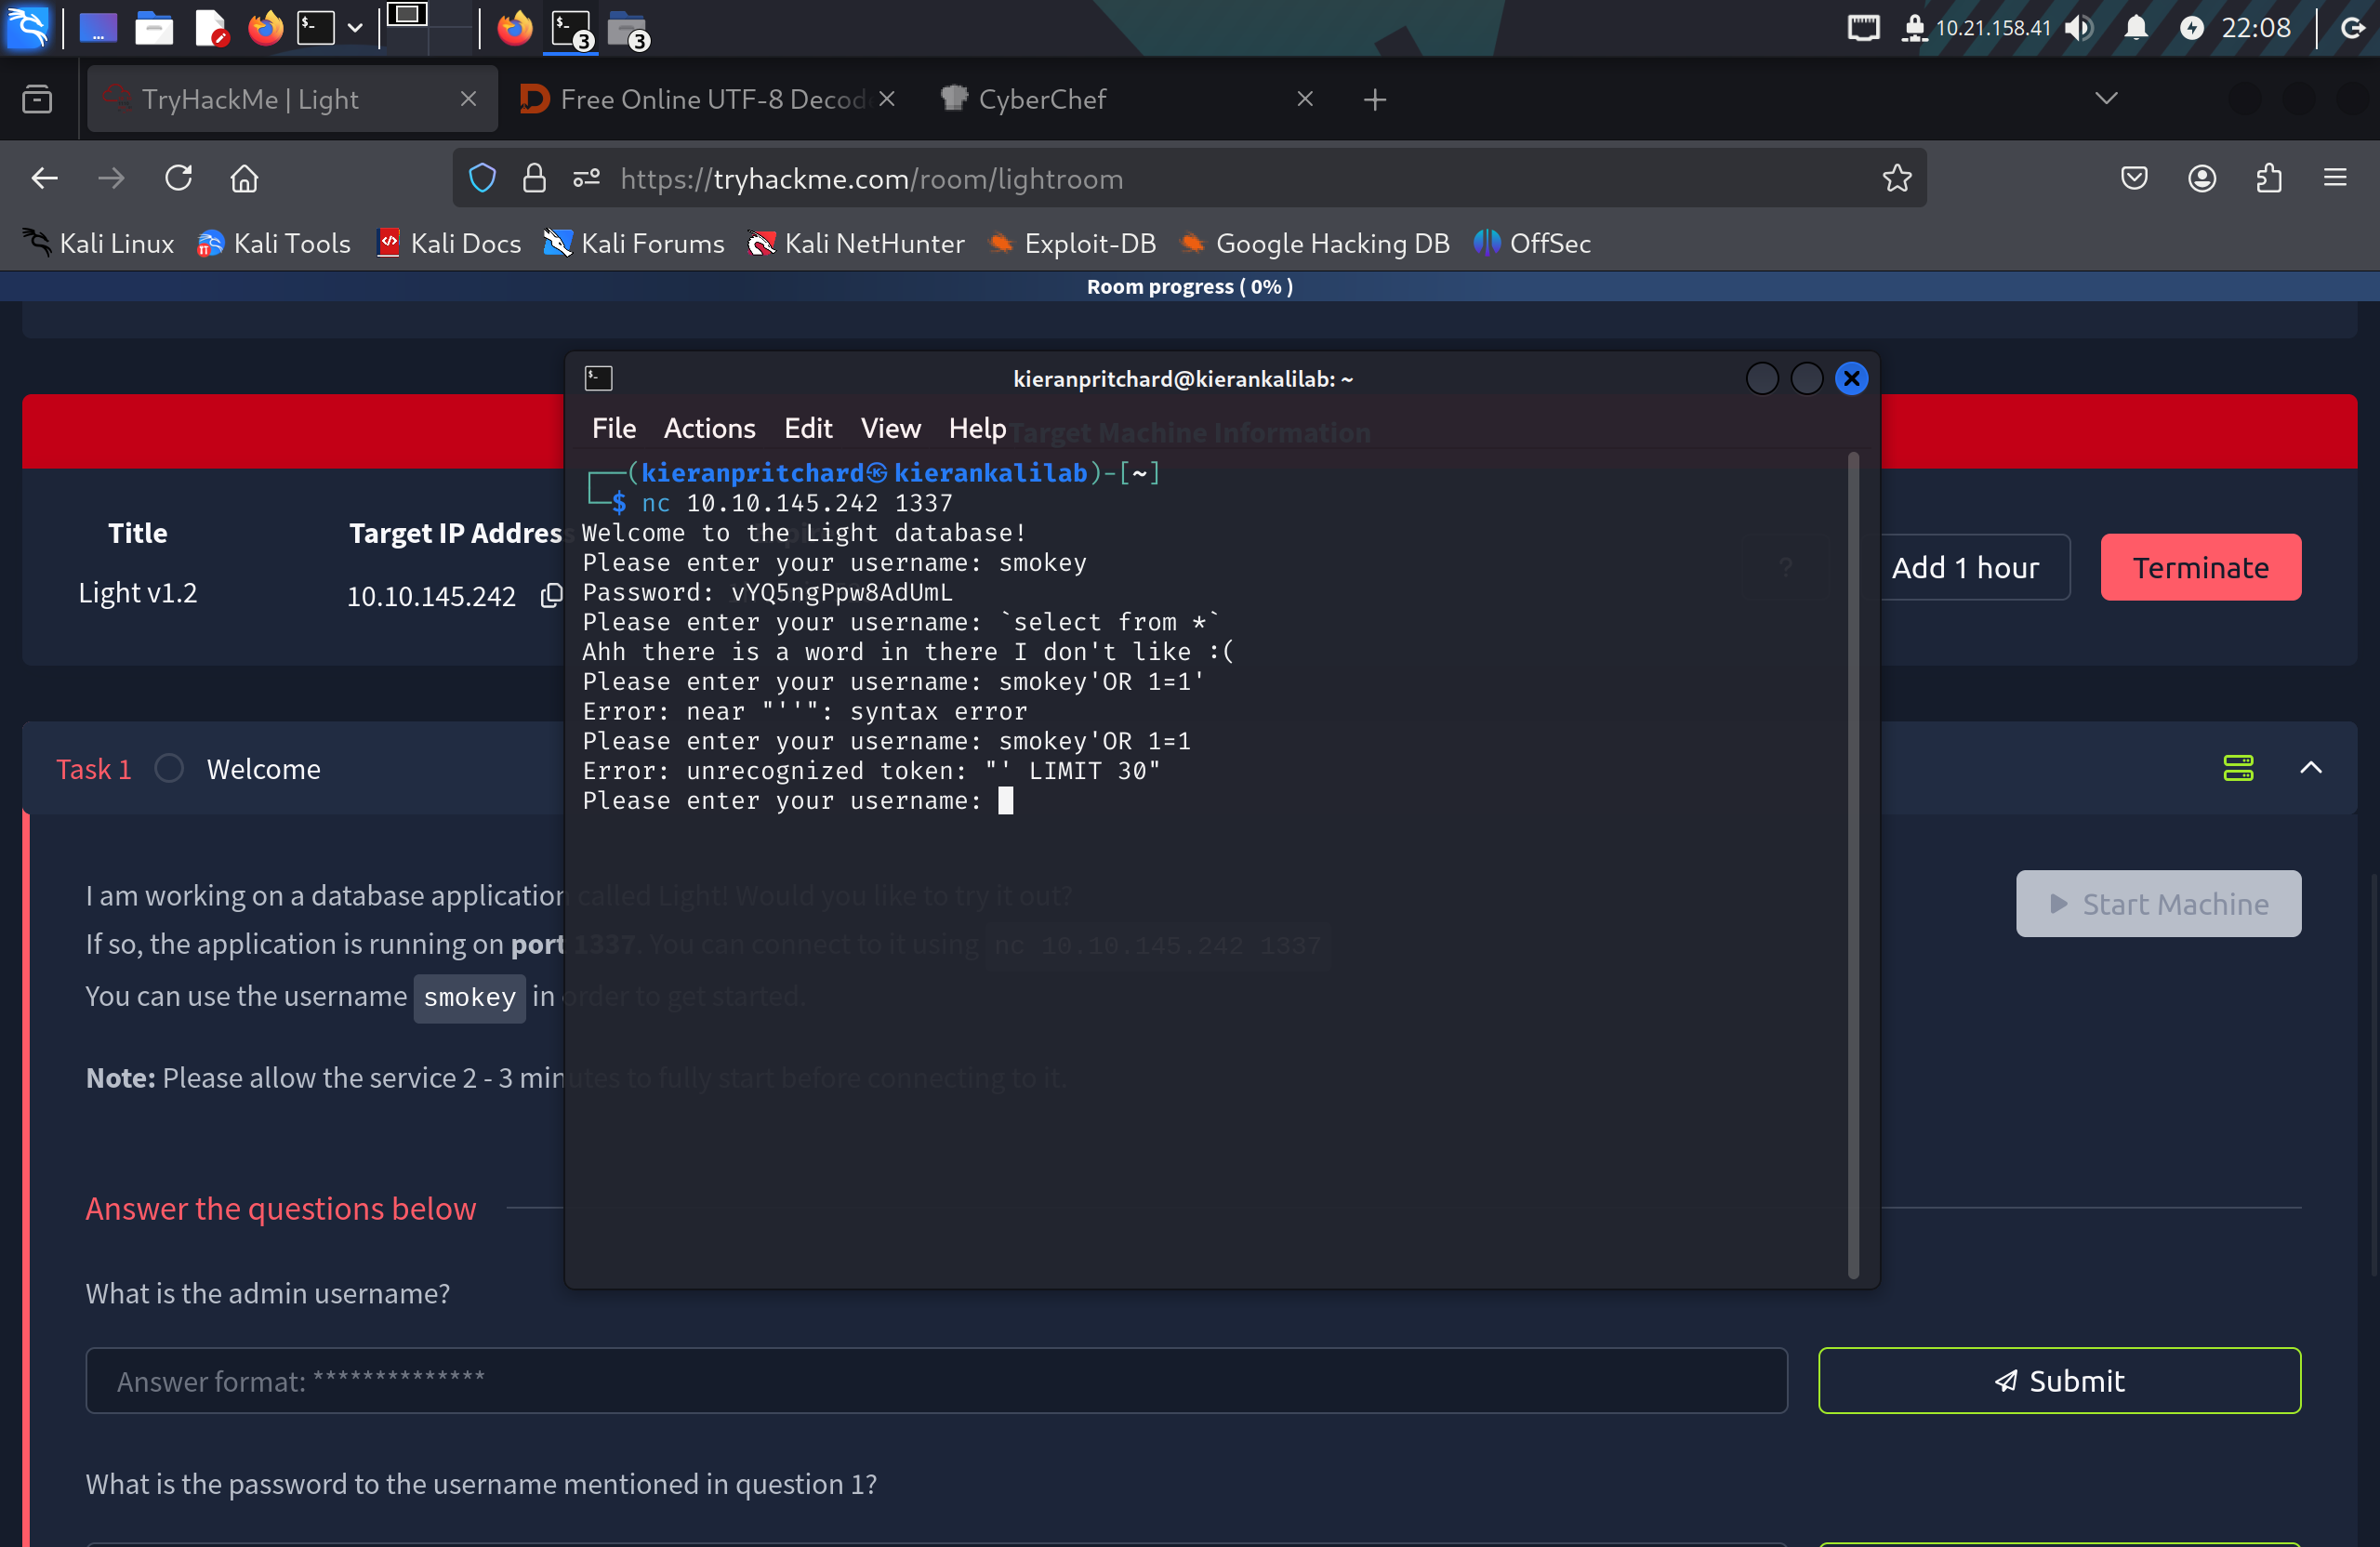 10.21.158.41
22:08
3
3
TryHackMe | Light
Free Online UTF-8 Decod
CyberChef
https://tryhackme.com/room/lightroom
Kali Linux
Kali Tools
Kali Docs
Kali Forums
Kali NetHunter
Exploit-DB
Google Hacking DB
OffSec
Room progress ( 0% )
kieranpritchard@kierankalilab: ~
File Actions Edit View Help
Target Machine Information
┌──(kieranpritchard㉿kierankalilab)-[~]
└─$ nc 10.10.145.242 1337
Welcome to the Light database!
Please enter your username: smokey
Password: vYQ5ngPpw8AdUmL
Please enter your username: `select from *`
Ahh there is a word in there I don't like :(
Please enter your username: smokey'OR 1=1'
Error: near "''": syntax error
Please enter your username: smokey'OR 1=1
Error: unrecognized token: "' LIMIT 30"
Please enter your username:
Title
Target IP Address
Light v1.2
10.10.145.242
?
Add 1 hour
Terminate
Task 1
Welcome
I am working on a database application called Light! Would you like to try it out?
If so, the application is running on port 1337. You can connect to it using nc 10.10.145.242 1337
You can use the username smokey in order to get started.
Note: Please allow the service 2 - 3 minutes to fully start before connecting to it.
Start Machine
Answer the questions below
What is the admin username?
Answer format: **************
Submit
What is the password to the username mentioned in question 1?